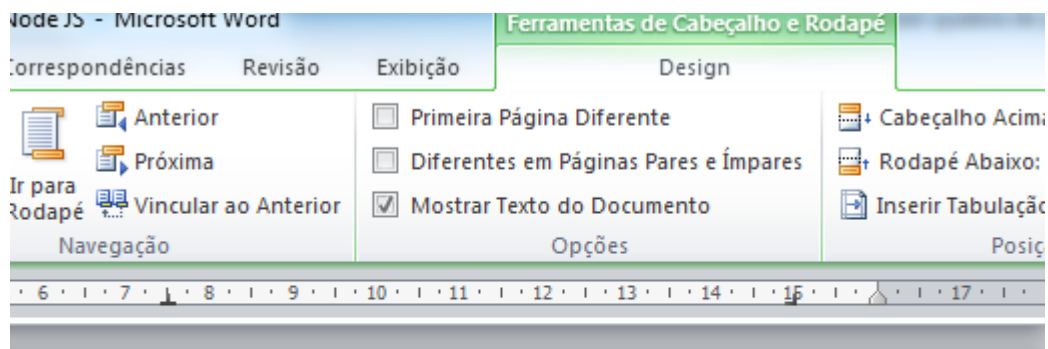 Node JS - Microsoft Word
Ferramentas de Cabeçalho e Rodapé
Correspondências Revisão Exibição Design
Anterior
Próxima
Ir para Rodapé
Vincular ao Anterior
Navegação
Primeira Página Diferente
Diferentes em Páginas Pares e Ímpares
Mostrar Texto do Documento
Opções
Cabeçalho Acima
Rodapé Abaixo:
Inserir Tabulação
Posiç
6 7 8 9 10 11 12 13 14 15 17